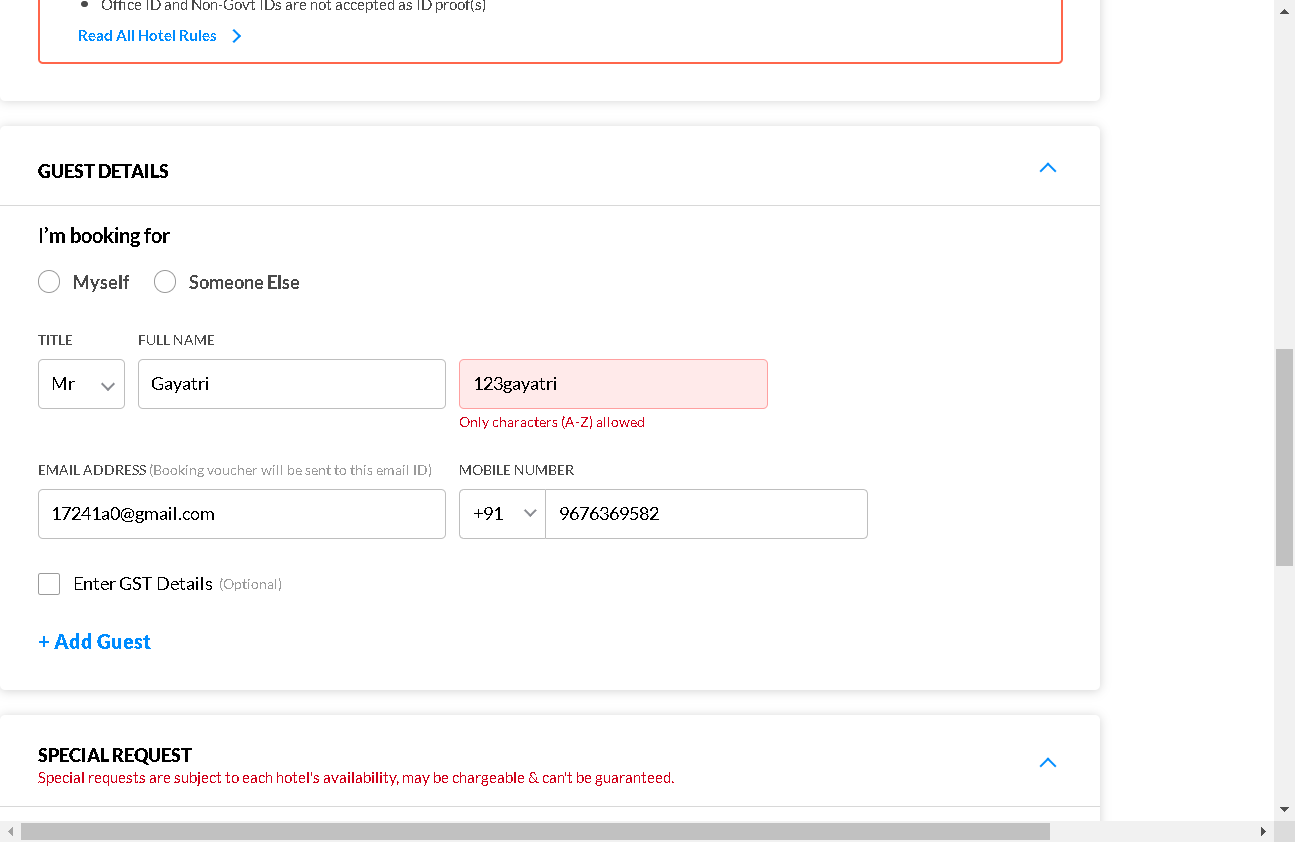 Office ID and Non-Govt IDs are not accepted as ID proof(s)
Read All Hotel Rules
GUEST DETAILS
I'm booking for
Myself Someone Else
TITLE FULL NAME
Mr Gayatri 123gayatri
Only characters (A-Z) allowed
EMAIL ADDRESS (Booking voucher will be sent to this email ID) MOBILE NUMBER
17241a0@gmail.com +91 9676369582
Enter GST Details (Optional)
+ Add Guest
SPECIAL REQUEST
Special requests are subject to each hotel's availability, may be chargeable & can't be guaranteed.